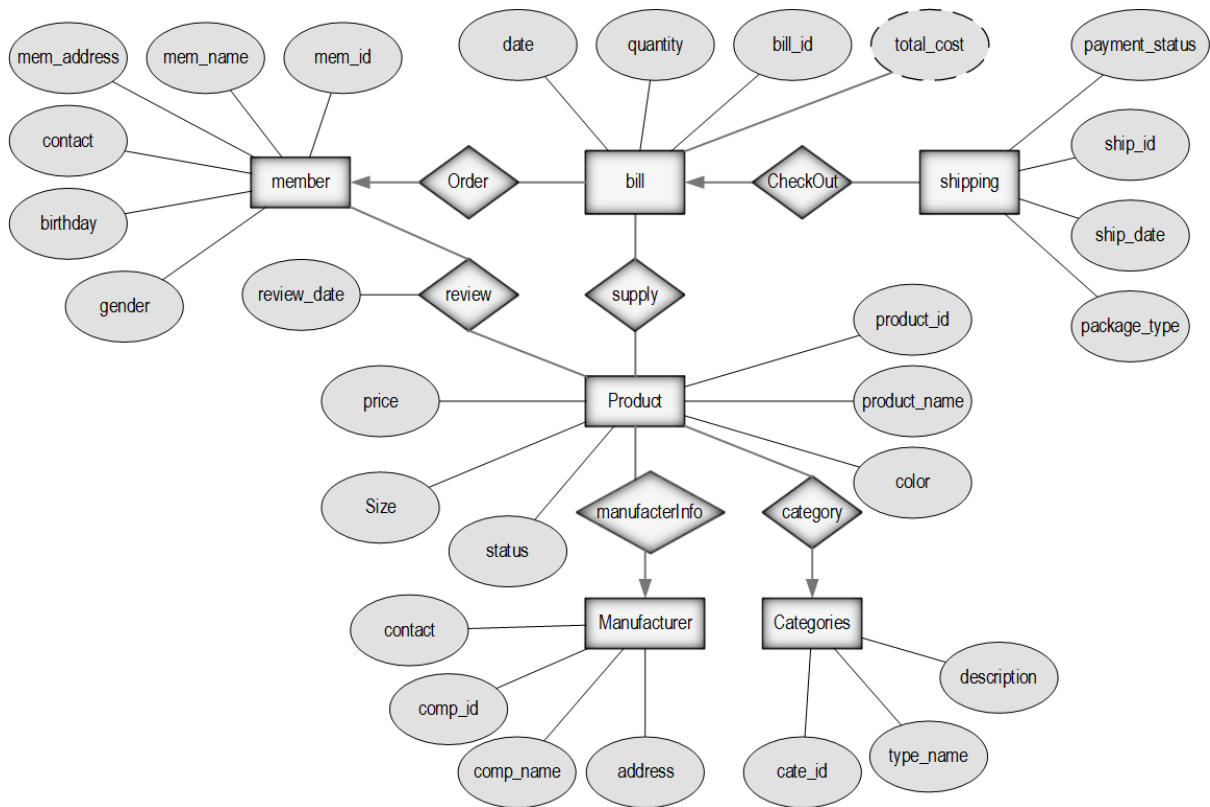 date
quantity
bill_id
total_cost
payment_status
mem_address
mem_name
mem_id
contact
ship_id
member
Order
bill
CheckOut
shipping
birthday
ship_date
gender
review_date
review
supply
product_id
package_type
price
Product
product_name
Size
color
status
manufacterInfo
category
contact
Manufacturer
Categories
description
comp_id
comp_name
address
cate_id
type_name